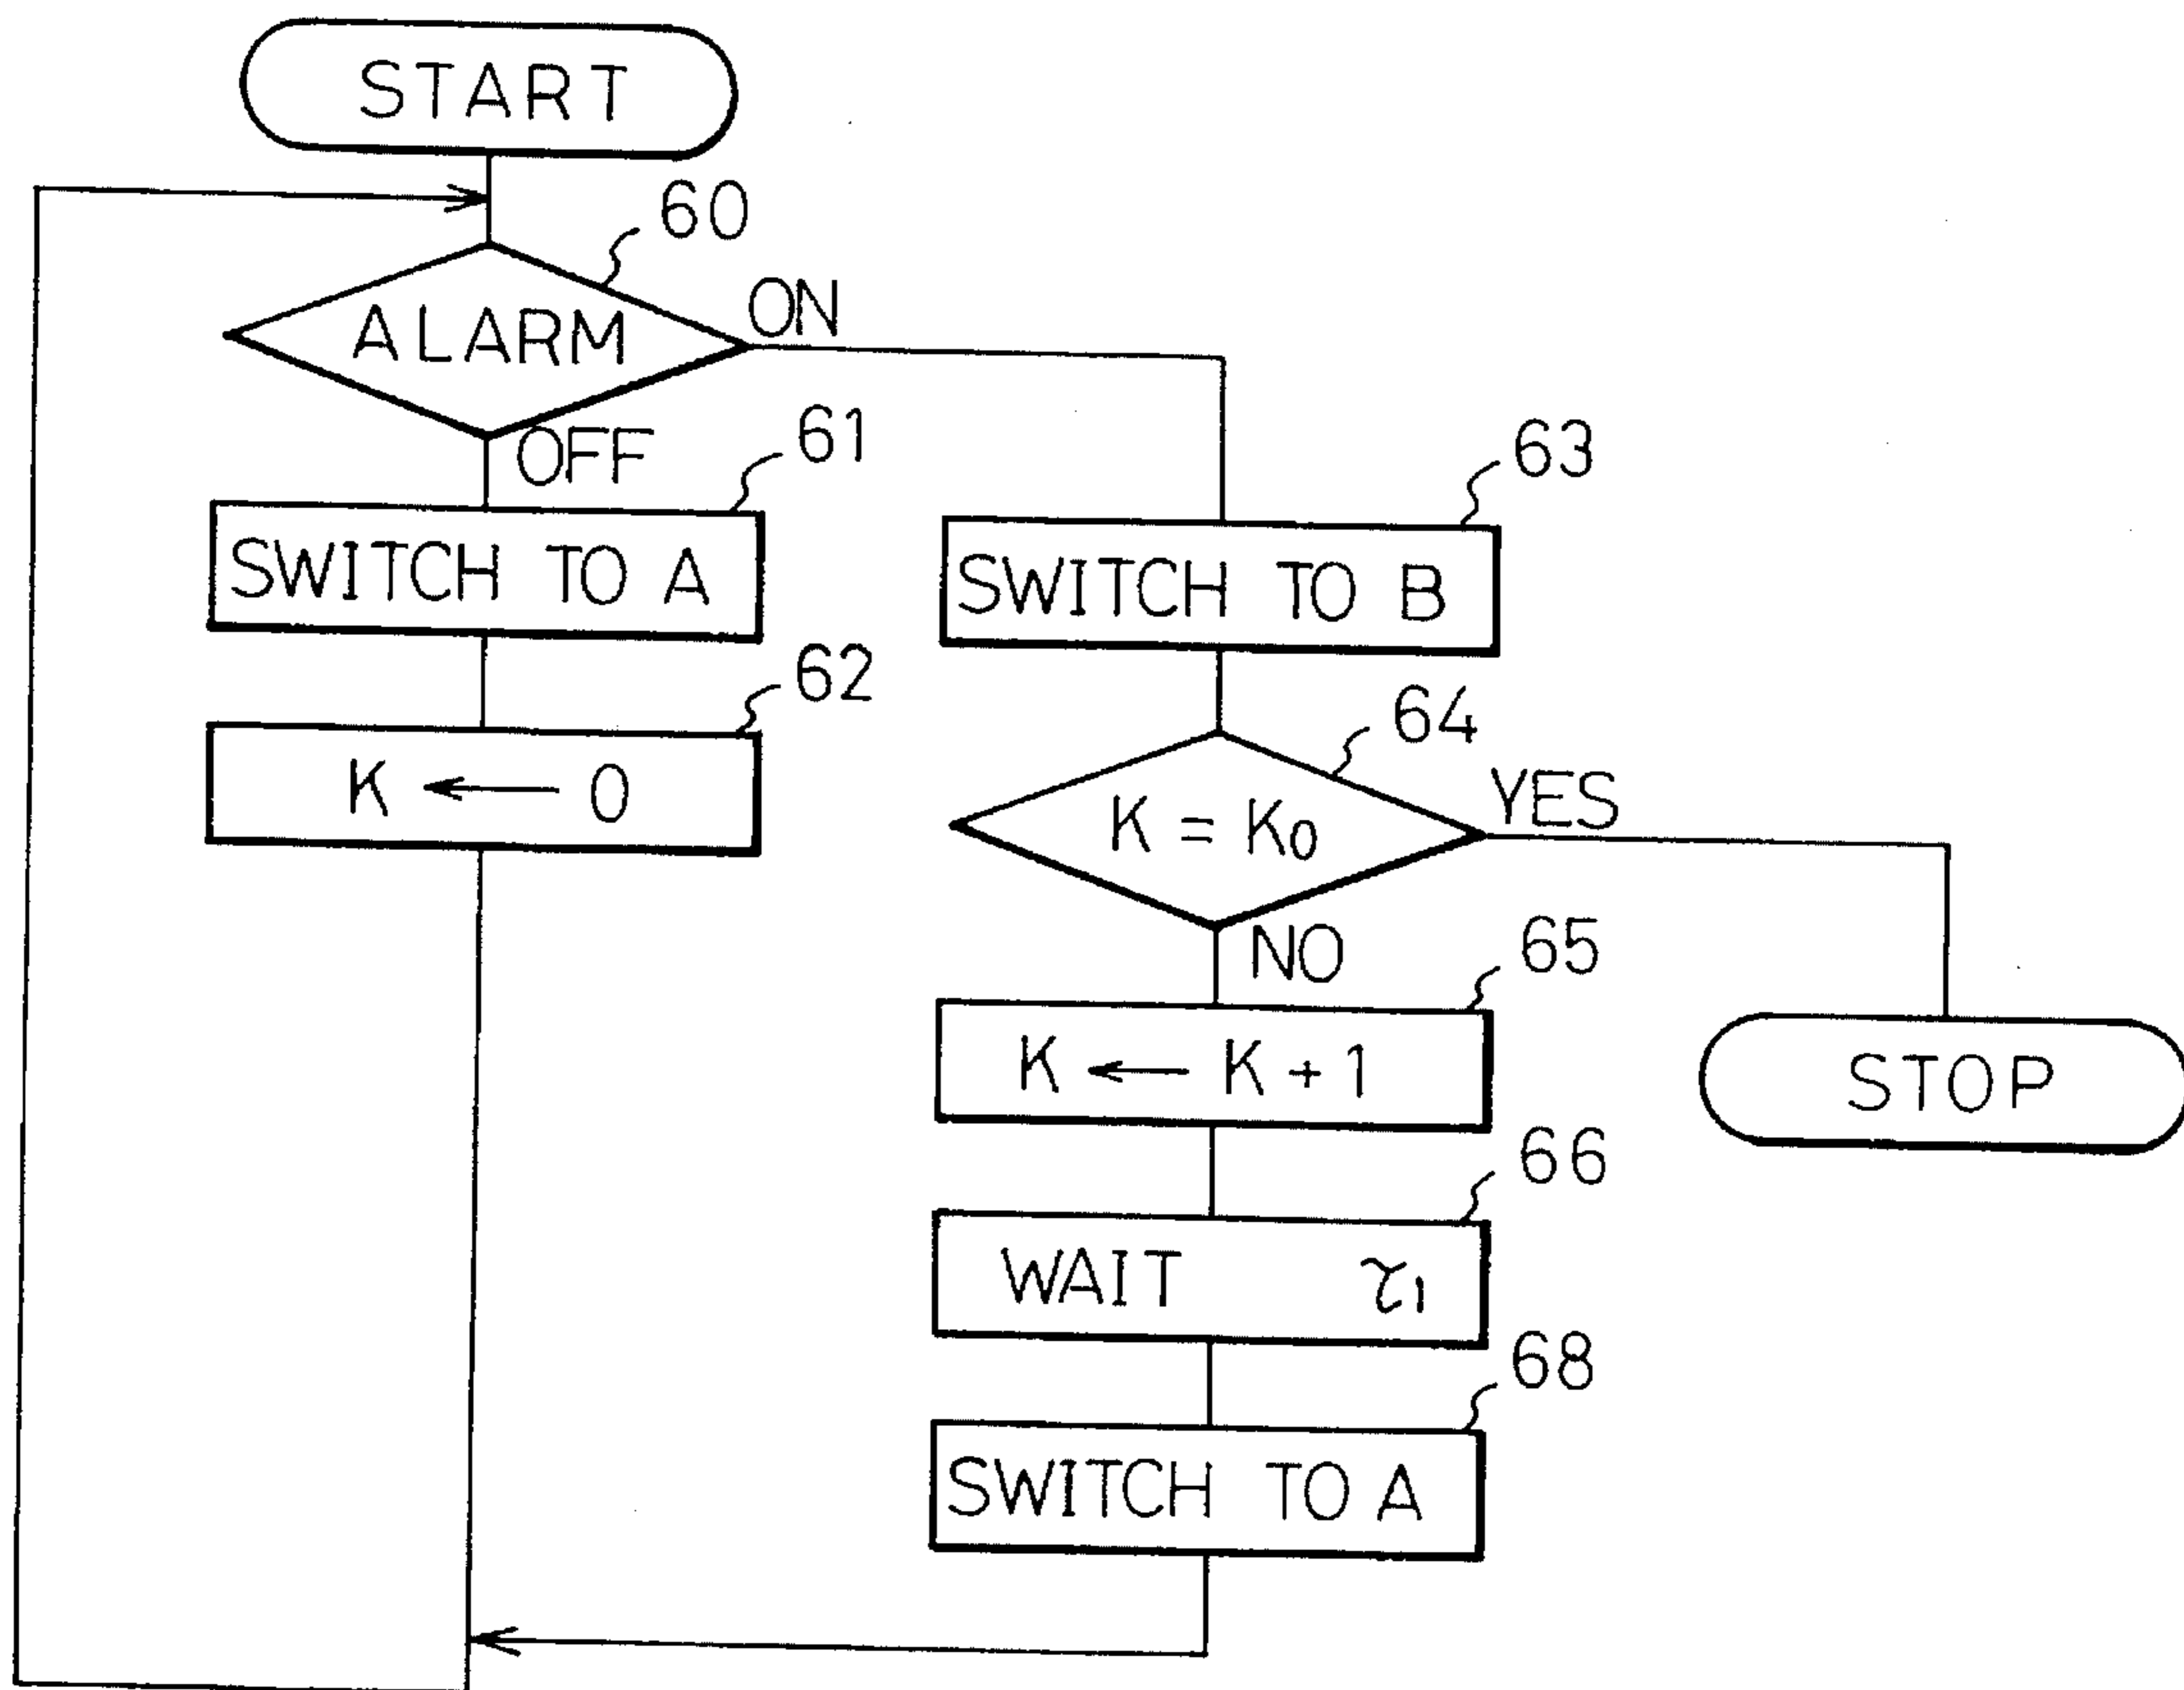 START
60
ALARM
ON
OFF
61
SWITCH TO A
62
K ← 0
63
SWITCH TO B
64
K = K₀
YES
NO
65
K ← K + 1
66
WAIT τ₁
68
SWITCH TO A
STOP